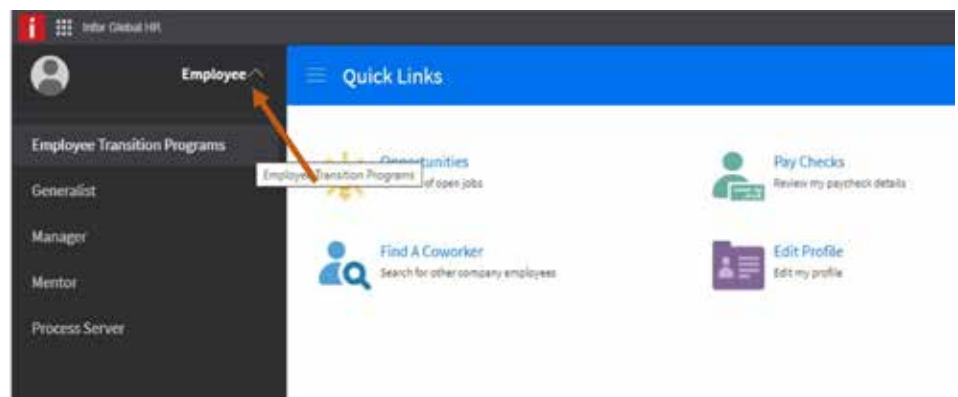 i
Infor Global HR
Employee
Quick Links
Employee Transition Programs
Generalist
Manager
Mentor
Process Server
Opportunities
of open jobs
Employee Transition Programs
Pay Checks
Review my paycheck details
Find A Coworker
Search for other company employees
Edit Profile
Edit my profile